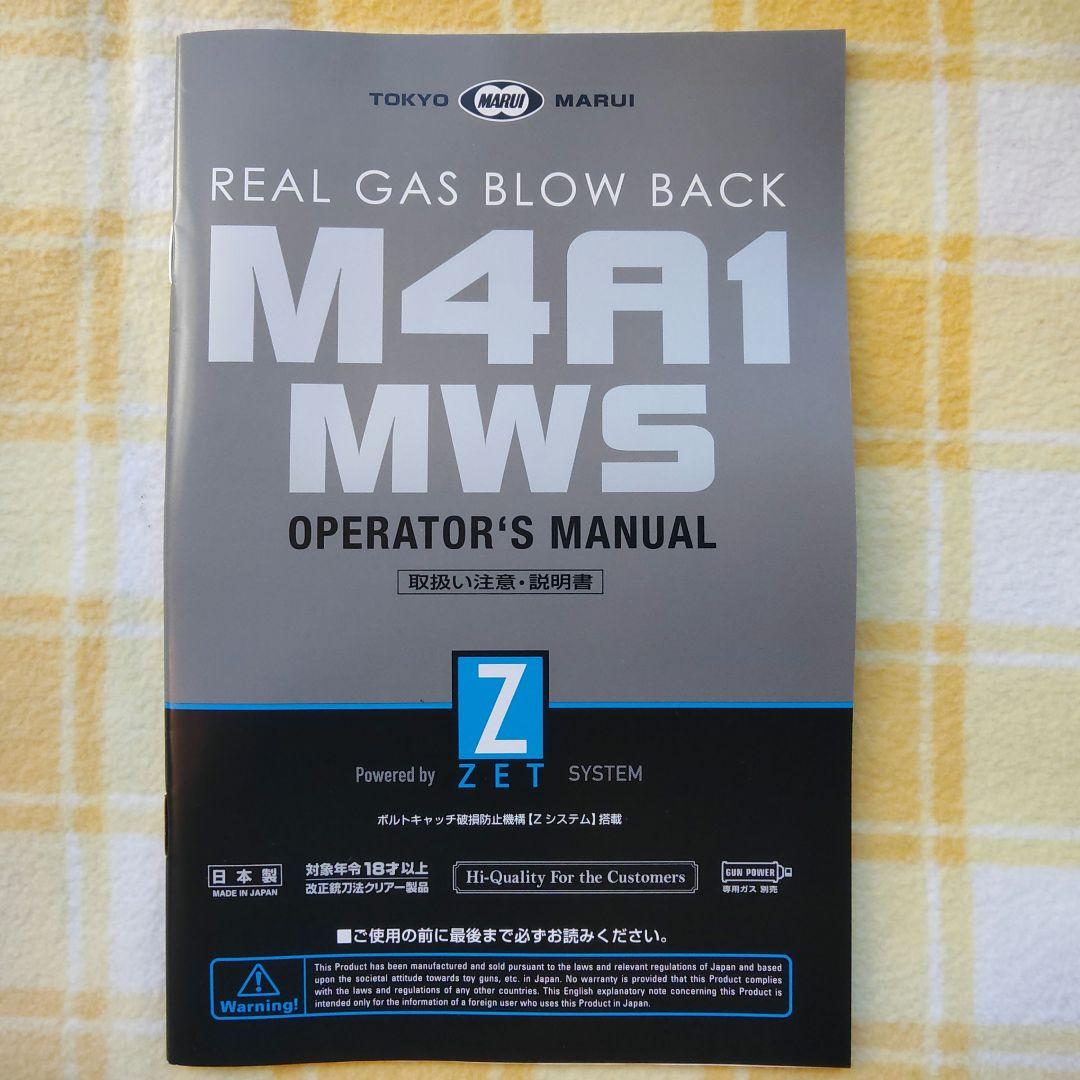 TOKYO MARUI MARUI
REAL GAS BLOW BACK
M4A1
MWS
OPERATOR‘S MANUAL
取扱い注意・説明書
Z
Powered by ZET SYSTEM
ボルトキャッチ破損防止機構【Z システム】搭載
日本製
MADE IN JAPAN
対象年令18才以上
改正銃刀法クリアー製品
Hi-Quality For the Customers
GUN POWER
専用ガス 別売
■ご使用の前に最後まで必ずお読みください。
Warning!
This Product has been manufactured and sold pursuant to the laws and relevant regulations of Japan and based
upon the societal attitude towards toy guns, etc. in Japan. No warranty is provided that this Product complies
with the laws and regulations of any other countries. This English explanatory note concerning this Product is
intended only for the information of a foreign user who uses this Product in Japan.